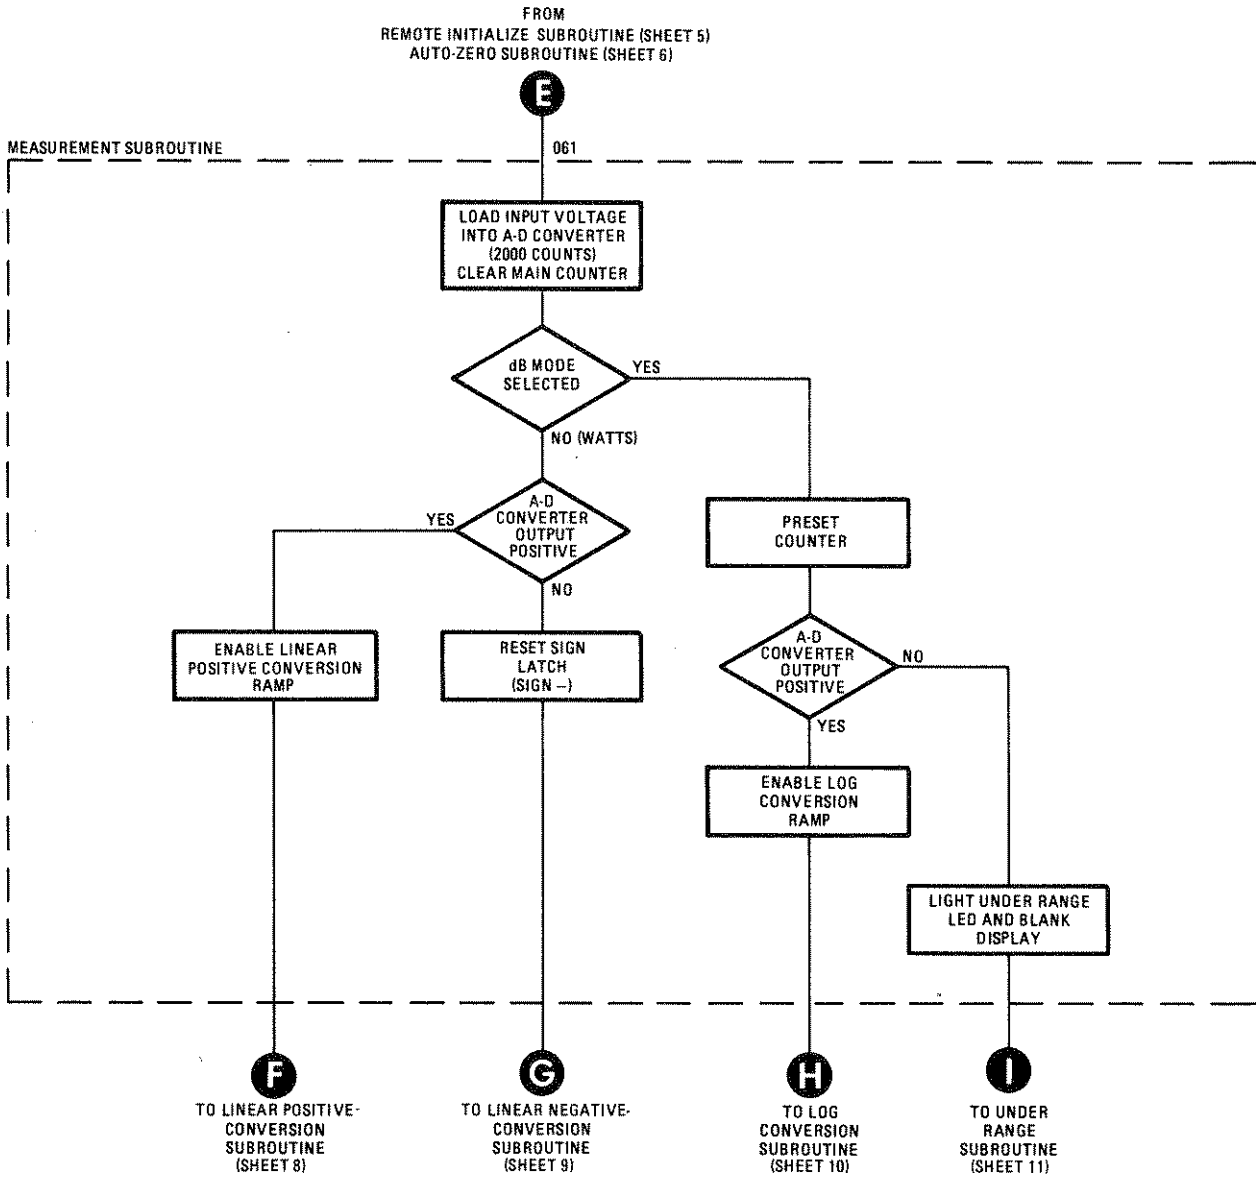 FROM
REMOTE INITIALIZE SUBROUTINE (SHEET 5)
AUTO-ZERO SUBROUTINE (SHEET 6)
E
MEASUREMENT SUBROUTINE
061
LOAD INPUT VOLTAGE
INTO A-D CONVERTER
(2000 COUNTS)
CLEAR MAIN COUNTER
dB MODE
SELECTED
YES
NO (WATTS)
A-D
CONVERTER
OUTPUT
POSITIVE
YES
NO
PRESET
COUNTER
ENABLE LINEAR
POSITIVE CONVERSION
RAMP
RESET SIGN
LATCH
(SIGN –)
A-D
CONVERTER
OUTPUT
POSITIVE
NO
YES
ENABLE LOG
CONVERSION
RAMP
LIGHT UNDER RANGE
LED AND BLANK
DISPLAY
F
TO LINEAR POSITIVE-
CONVERSION
SUBROUTINE
(SHEET 8)
G
TO LINEAR NEGATIVE-
CONVERSION
SUBROUTINE
(SHEET 9)
H
TO LOG
CONVERSION
SUBROUTINE
(SHEET 10)
I
TO UNDER
RANGE
SUBROUTINE
(SHEET 11)